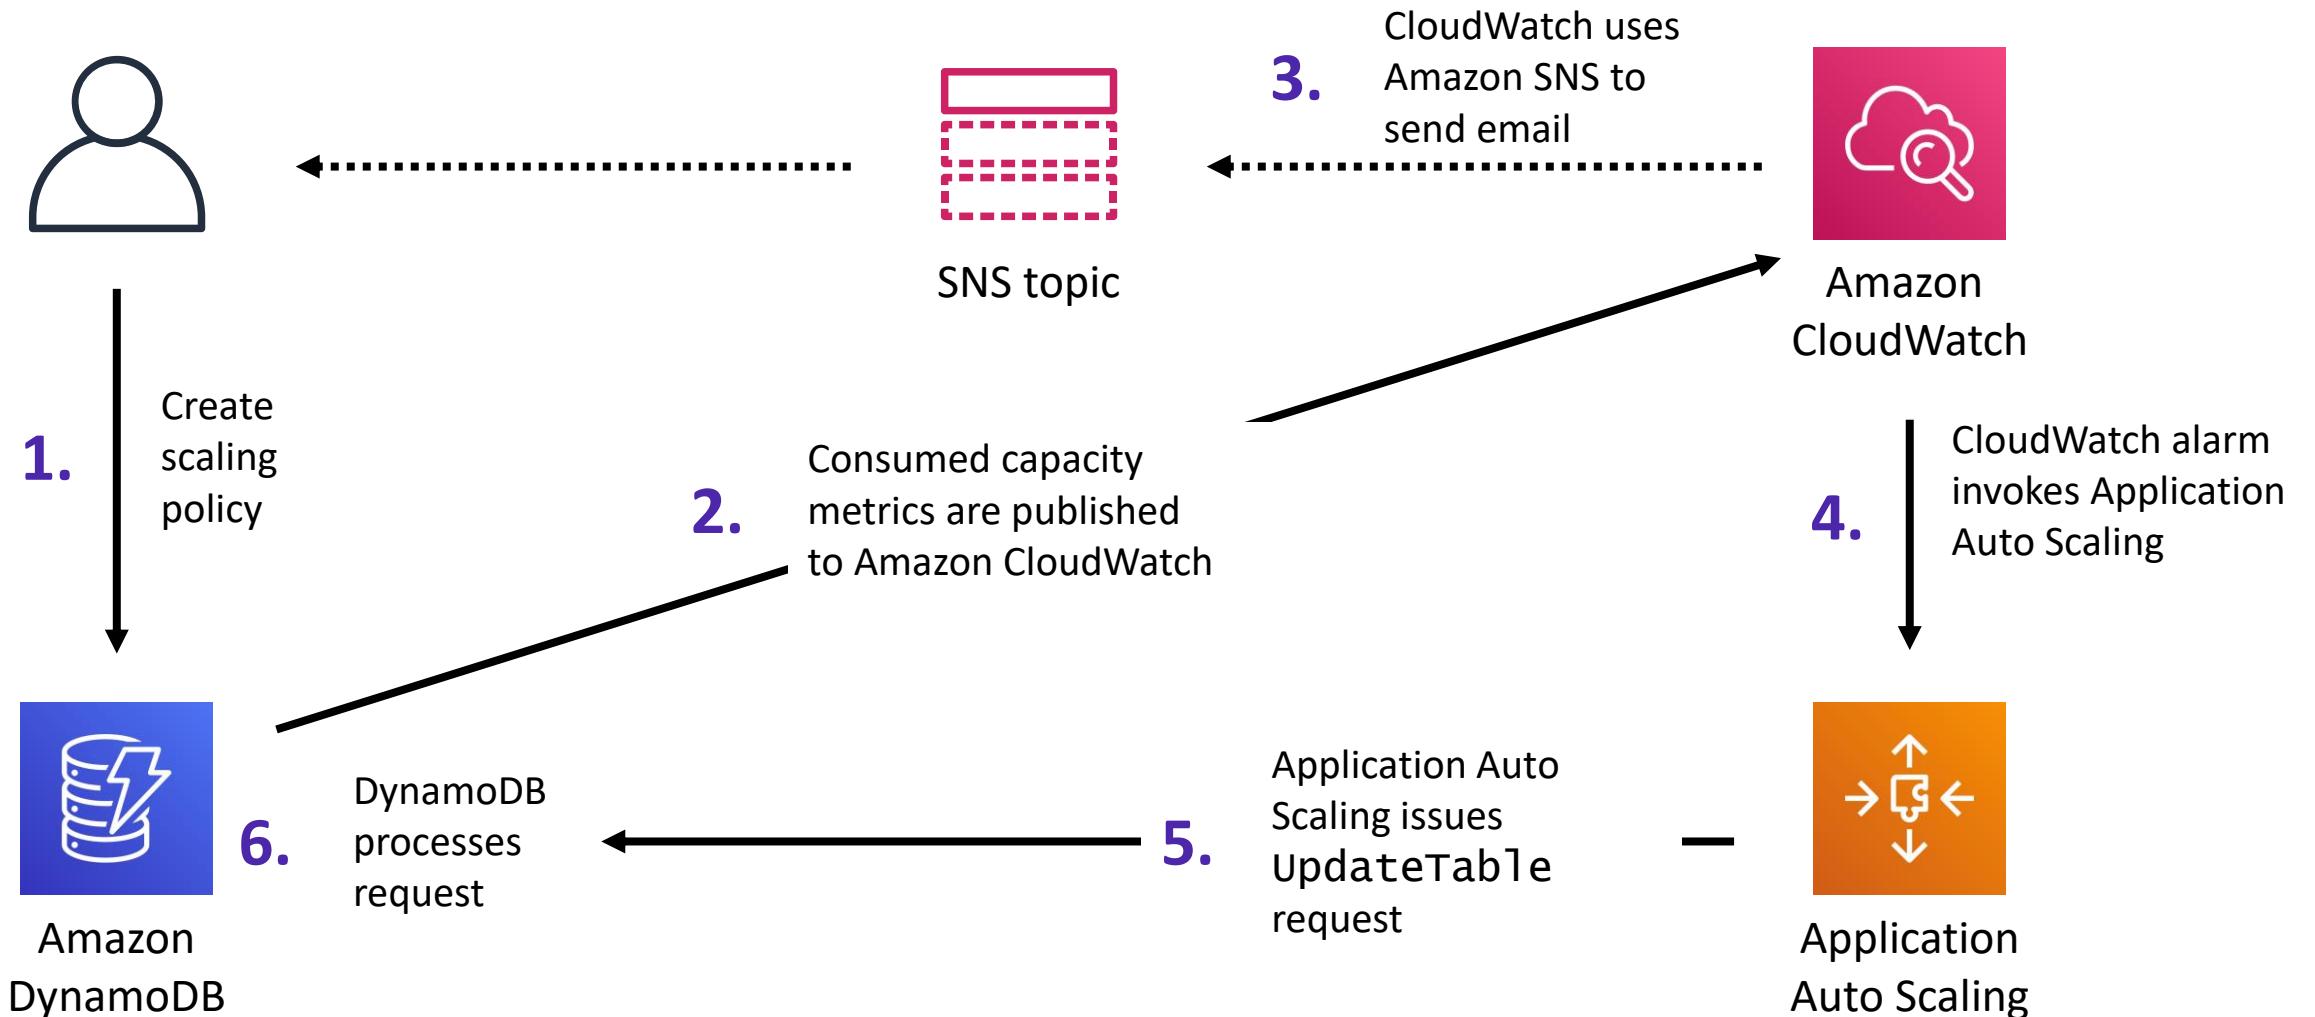 1.
Create
scaling
policy
2.
Consumed capacity
metrics are published
to Amazon CloudWatch
3.
CloudWatch uses
Amazon SNS to
send email
SNS topic
Amazon
CloudWatch
4.
CloudWatch alarm
invokes Application
Auto Scaling
5.
Application Auto
Scaling issues
UpdateTable
request
6.
DynamoDB
processes
request
Amazon
DynamoDB
Application
Auto Scaling